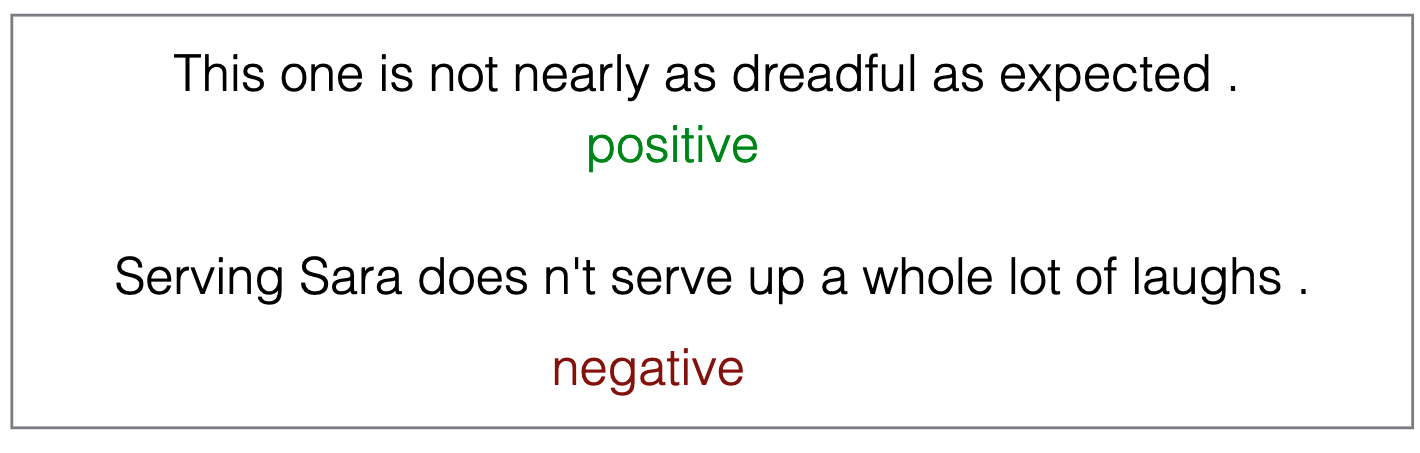 This one is not nearly as dreadful as expected .
positive
Serving Sara does n't serve up a whole lot of laughs .
negative